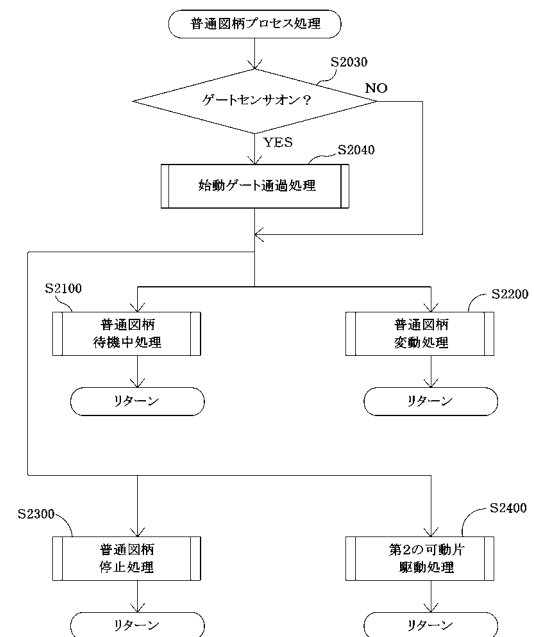 普通図柄プロセス処理
S2030
ゲートセンサオン？
NO
YES
S2040
始動ゲート通過処理
S2100
普通図柄
待機中処理
リターン
S2200
普通図柄
変動処理
リターン
S2300
普通図柄
停止処理
リターン
S2400
第2の可動片
駆動処理
リターン